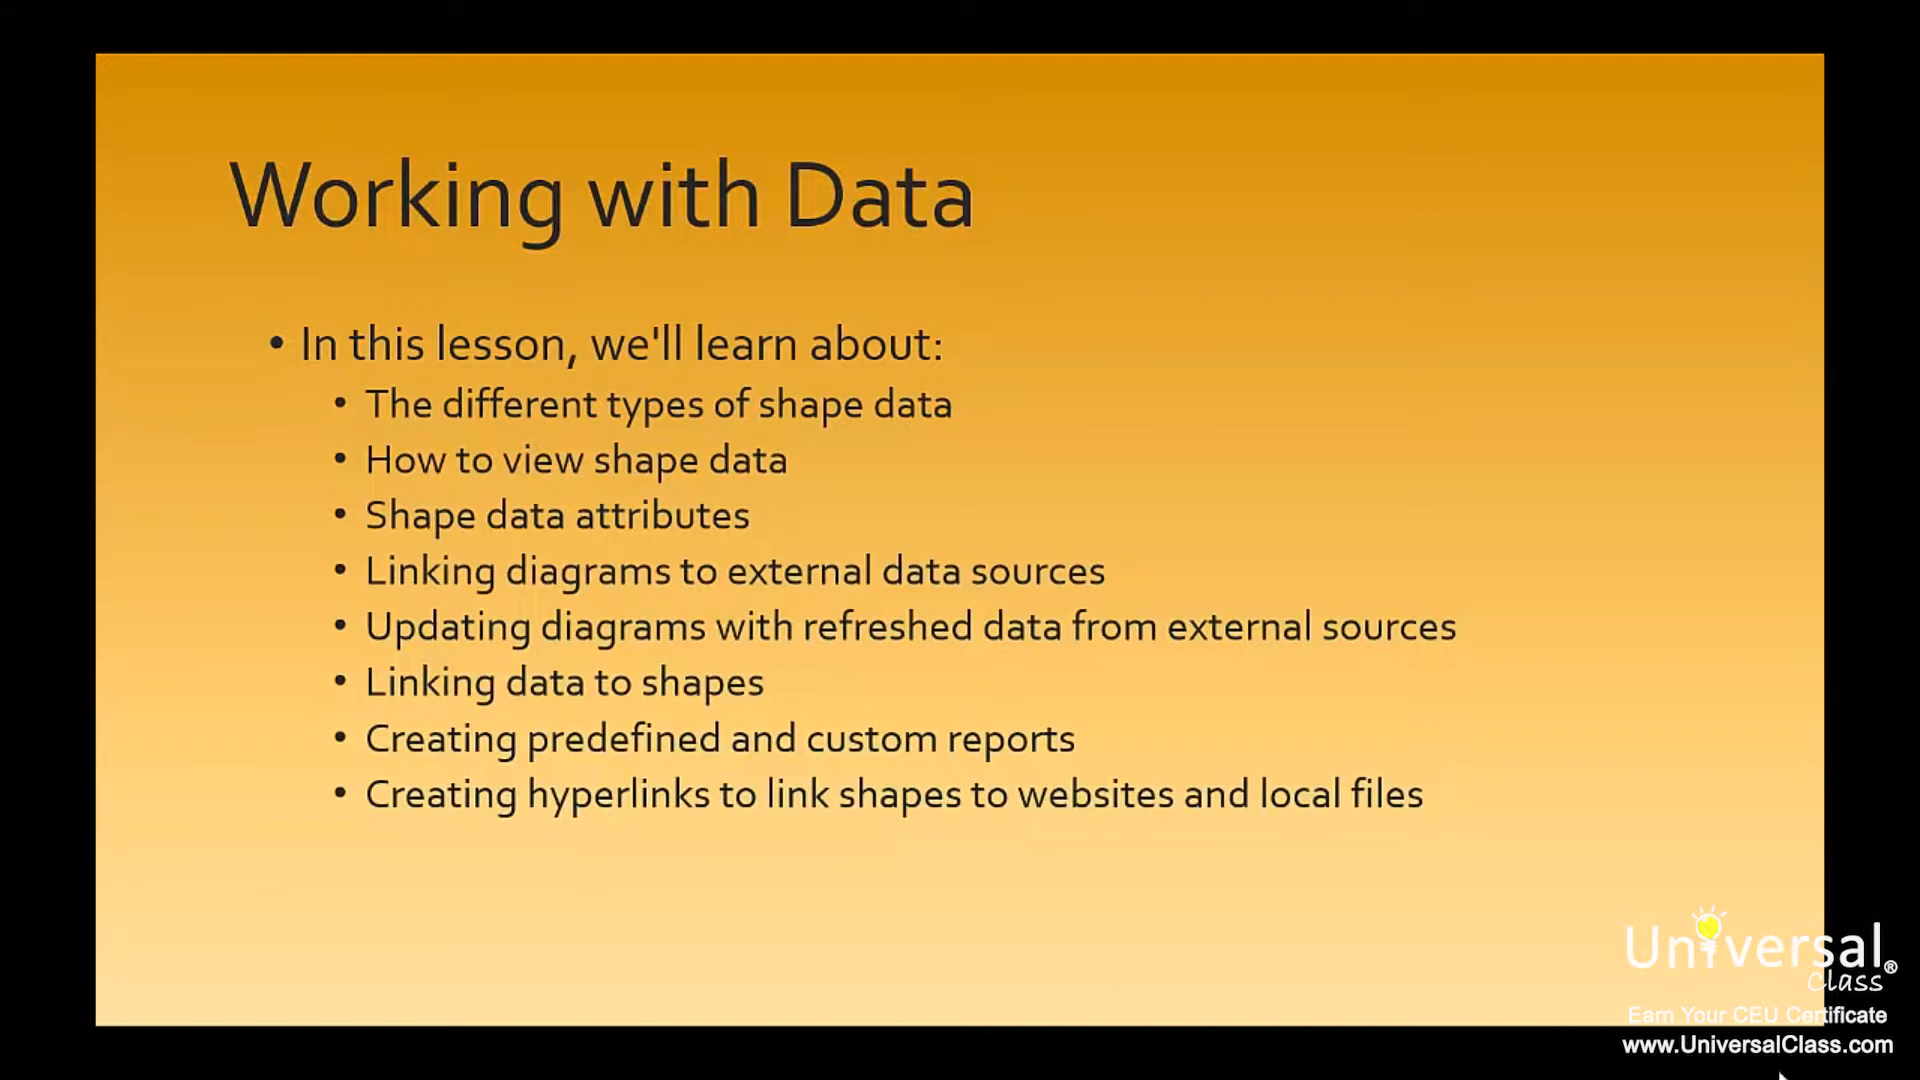 Working with Data
• In this lesson, we'll learn about:
• The different types of shape data
• How to view shape data
• Shape data attributes
• Linking diagrams to external data sources
• Updating diagrams with refreshed data from external sources
• Linking data to shapes
• Creating predefined and custom reports
• Creating hyperlinks to link shapes to websites and local files
Universal®
Class
Earn Your CEU Certificate
www.UniversalClass.com